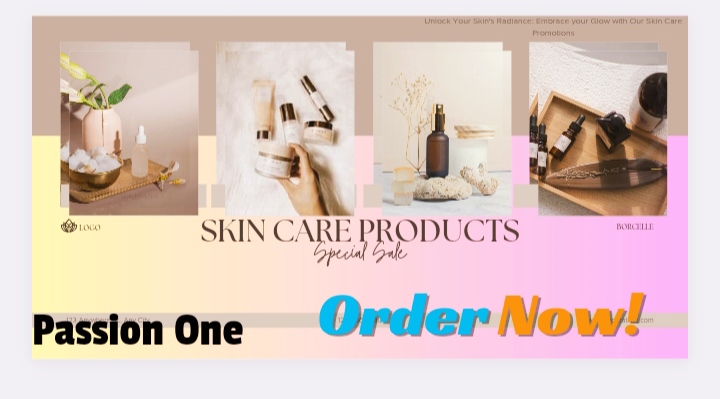 Unlock Your Skin's Radiance: Embrace your Glow with Our Skin Care
Promotions
LOGO
SKIN CARE PRODUCTS
BORCELLE
Special Sale
Order Now!
Passion One